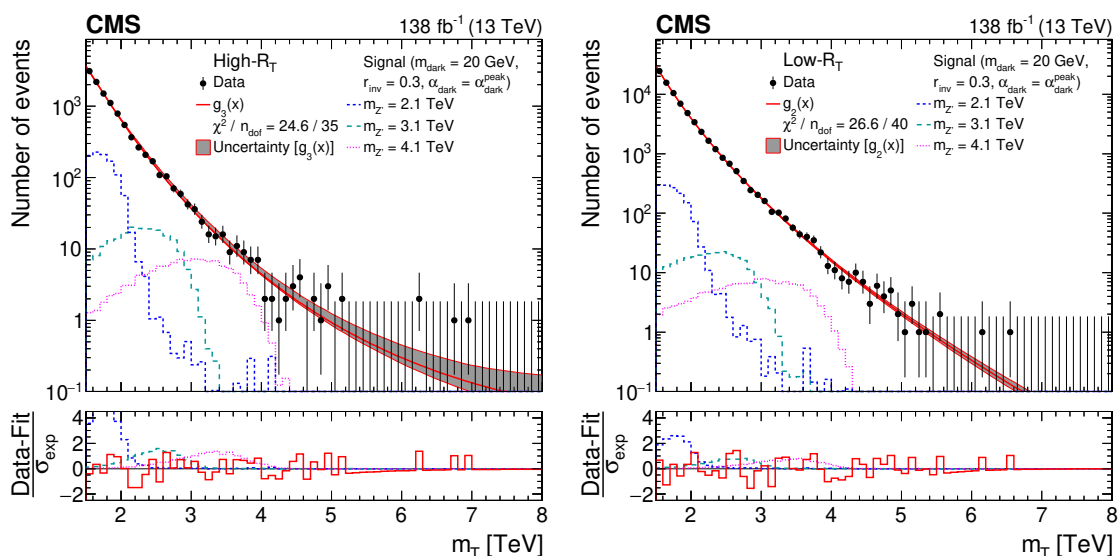 CMS 138 fb⁻¹ (13 TeV)
Number of events
High-R_T
Data
g₃(x)
χ² / n_dof = 24.6 / 35
Uncertainty [g₃(x)]
Signal (m_dark = 20 GeV,
r_inv = 0.3, α_dark = α_dark^peak)
m_Z' = 2.1 TeV
m_Z' = 3.1 TeV
m_Z' = 4.1 TeV
10³
10²
10
1
10⁻¹
Data-Fit
σ_exp
4
2
0
−2
2 3 4 5 6 7 8
m_T [TeV]
CMS 138 fb⁻¹ (13 TeV)
Number of events
Low-R_T
Data
g₂(x)
χ² / n_dof = 26.6 / 40
Uncertainty [g₂(x)]
Signal (m_dark = 20 GeV,
r_inv = 0.3, α_dark = α_dark^peak)
m_Z' = 2.1 TeV
m_Z' = 3.1 TeV
m_Z' = 4.1 TeV
10⁴
10³
10²
10
1
10⁻¹
Data-Fit
σ_exp
4
2
0
−2
2 3 4 5 6 7 8
m_T [TeV]